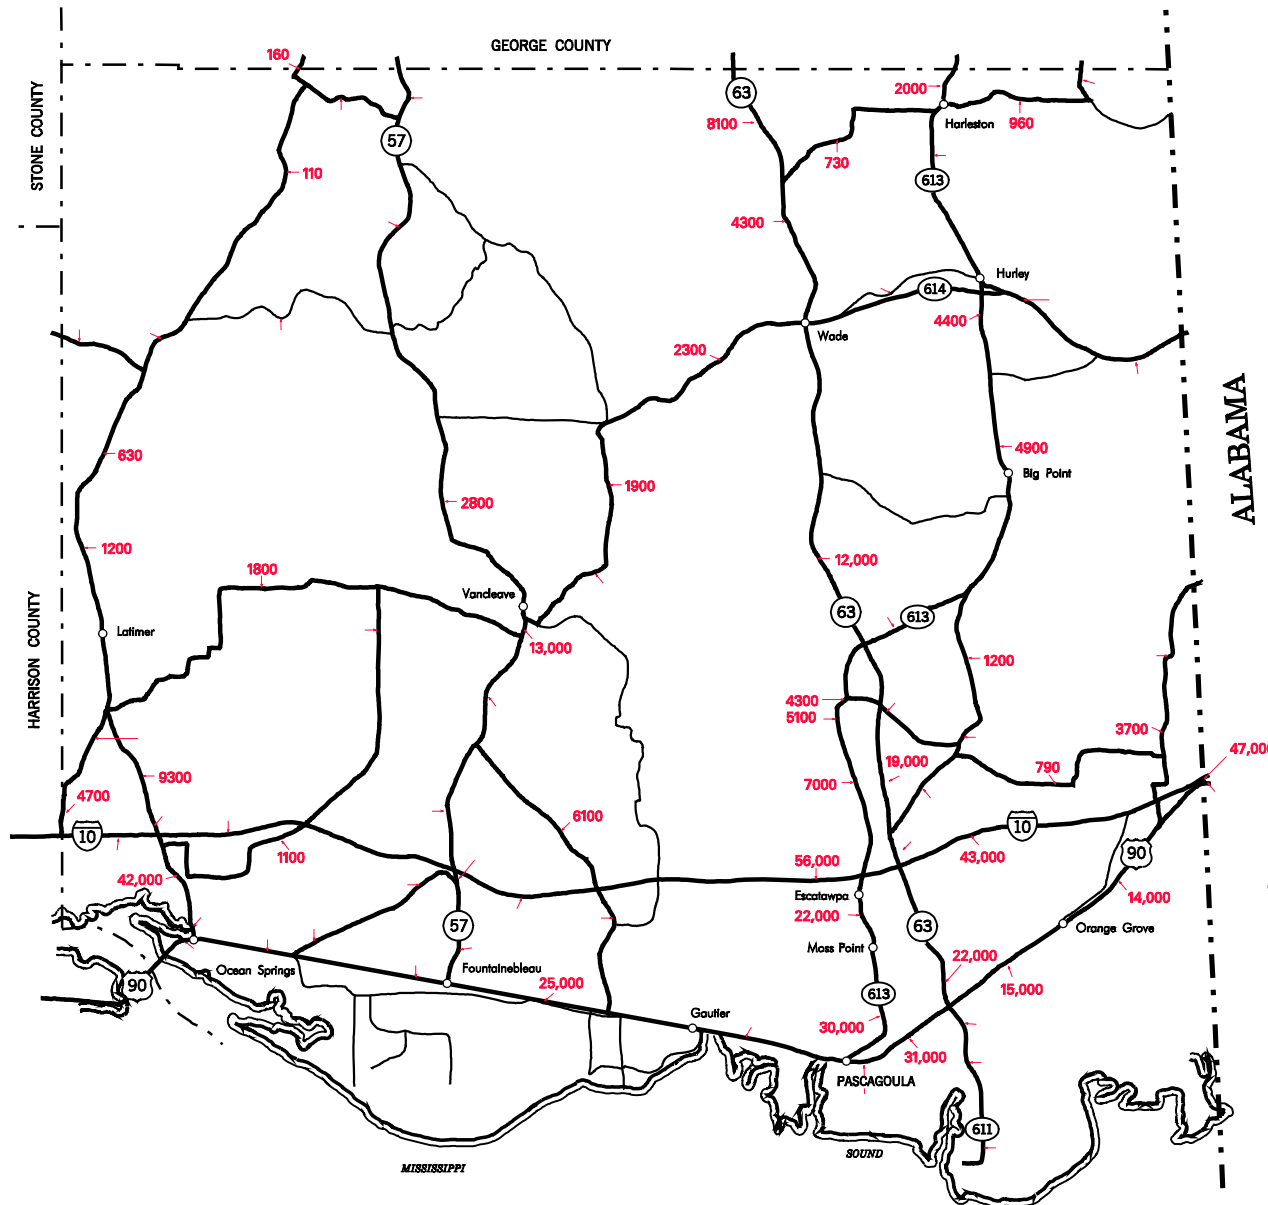 GEORGE COUNTY
160
63
2000
8100
Harleston
960
STONE COUNTY
57
730
110
613
4300
Hurley
614
4400
Wade
2300
ALABAMA
630
4900
Big Point
1900
2800
1200
12,000
1800
Vancleave
HARRISON COUNTY
63
613
Latimer
13,000
1200
4300
5100
3700
47,000
19,000
9300
790
7000
4700
6100
10
10
1100
90
56,000
43,000
42,000
Escatawpa
14,000
22,000
57
63
Orange Grove
Moss Point
22,000
Ocean Springs
Fountainebleau
90
25,000
15,000
613
Gautier
30,000
31,000
PASCAGOULA
611
SOUND
MISSISSIPPI